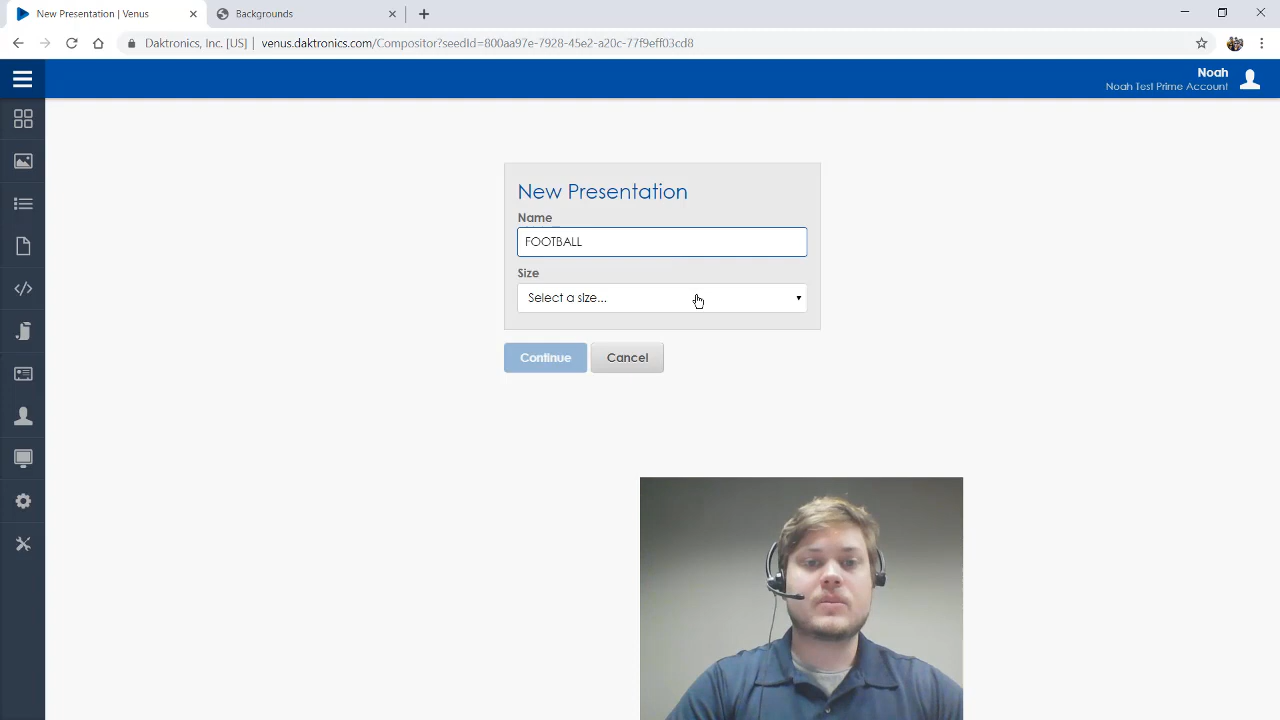 New Presentation | Venus
Backgrounds
Daktronics, Inc. [US] | venus.daktronics.com/Compositor?seedId=800aa97e-7928-45e2-a20c-77f9eff03cd8
Noah
Noah Test Prime Account
New Presentation
Name
FOOTBALL
Size
Select a size...
Continue
Cancel